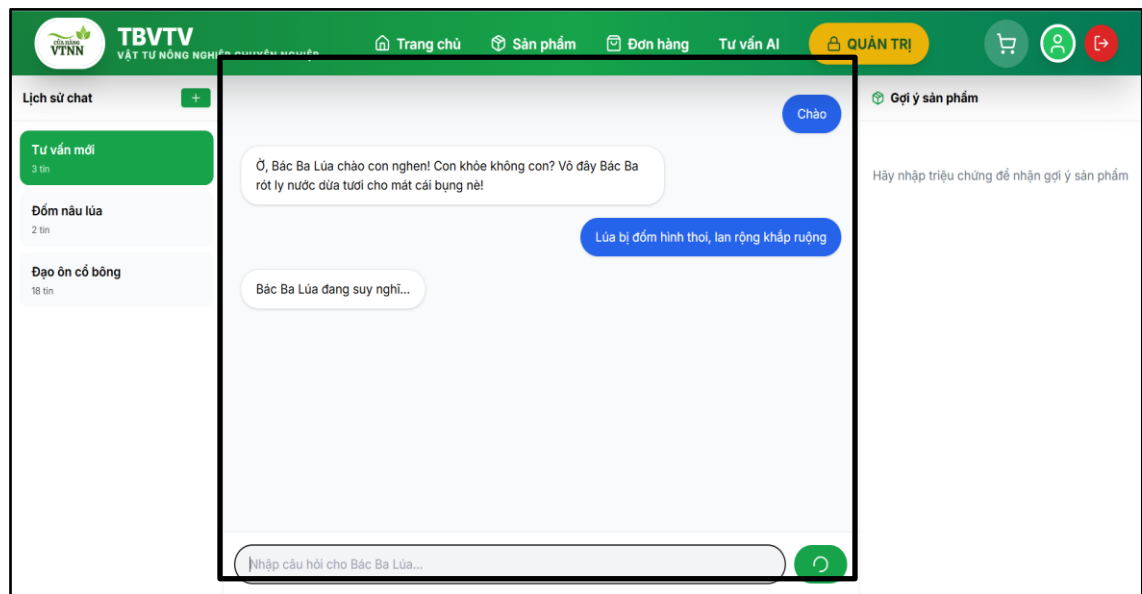 CỬA HÀNG
VTNN
TBVTV
VẬT TƯ NÔNG NGHIỆP CHUYÊN NGHIỆP
Trang chủ
Sản phẩm
Đơn hàng
Tư vấn AI
QUẢN TRỊ
Lịch sử chat
+
Tư vấn mới
3 tin
Đốm nâu lúa
2 tin
Đạo ôn cổ bông
18 tin
Chào
Ờ, Bác Ba Lúa chào con nghen! Con khỏe không con? Vô đây Bác Ba
rót ly nước dừa tươi cho mát cái bụng nè!
Lúa bị đốm hình thoi, lan rộng khắp ruộng
Bác Ba Lúa đang suy nghĩ...
Nhập câu hỏi cho Bác Ba Lúa...
Gợi ý sản phẩm
Hãy nhập triệu chứng để nhận gợi ý sản phẩm